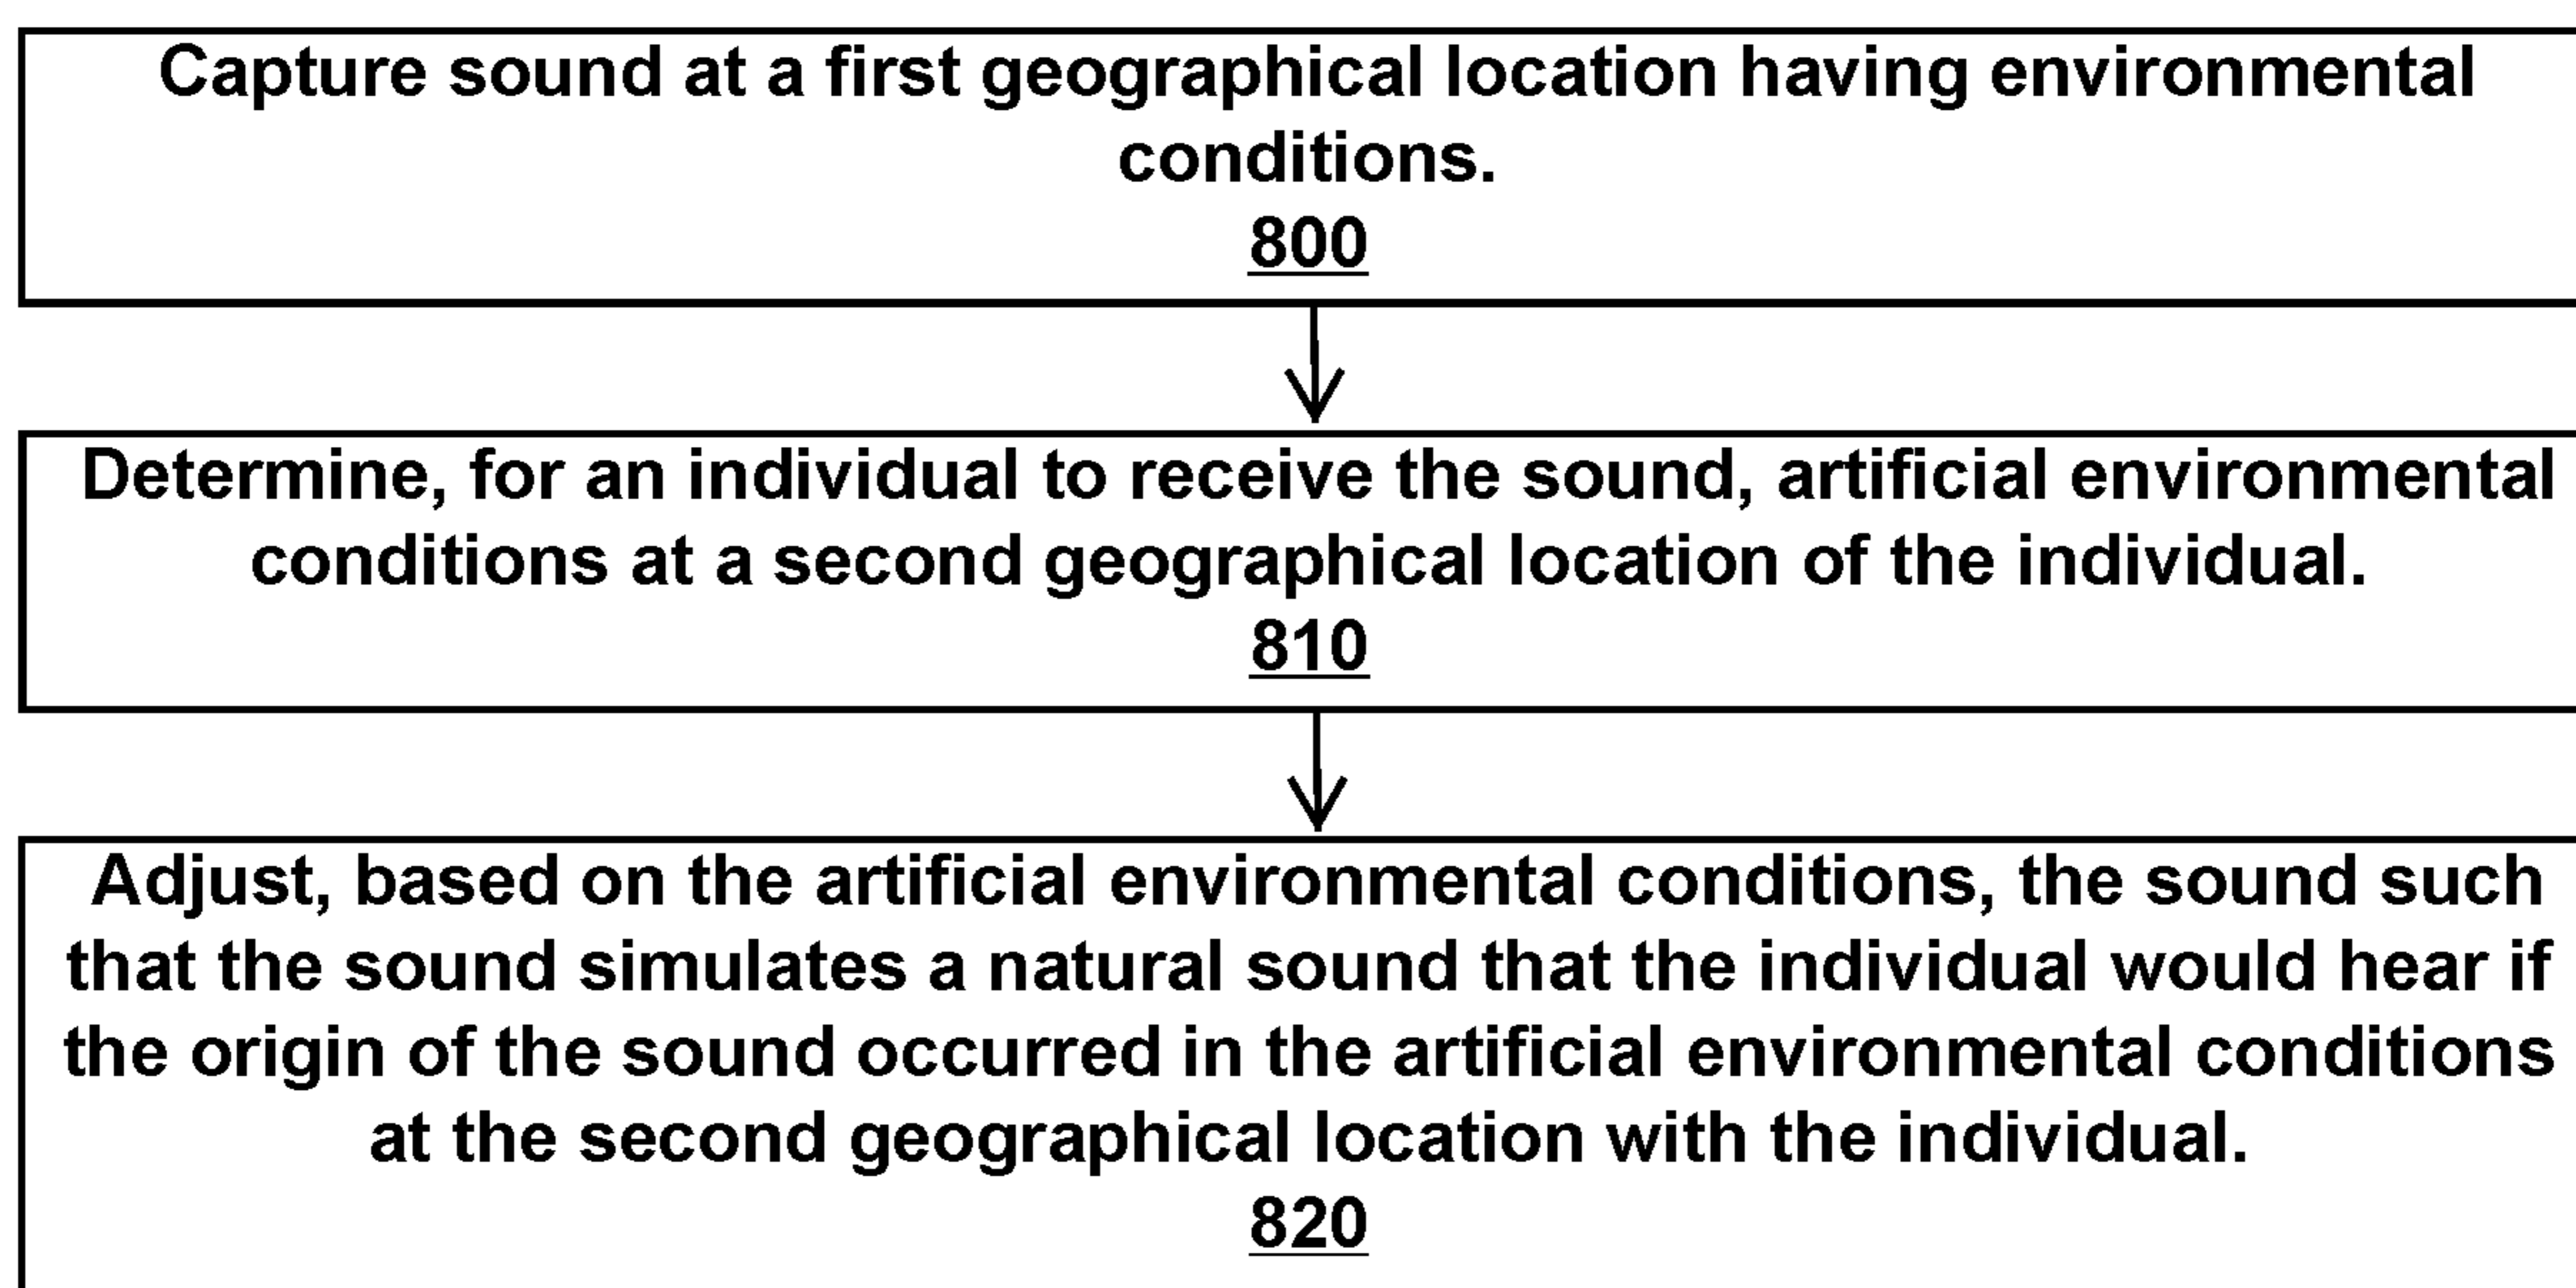 Capture sound at a first geographical location having environmental
conditions.
800
Determine, for an individual to receive the sound, artificial environmental
conditions at a second geographical location of the individual.
810
Adjust, based on the artificial environmental conditions, the sound such
that the sound simulates a natural sound that the individual would hear if
the origin of the sound occurred in the artificial environmental conditions
at the second geographical location with the individual.
820